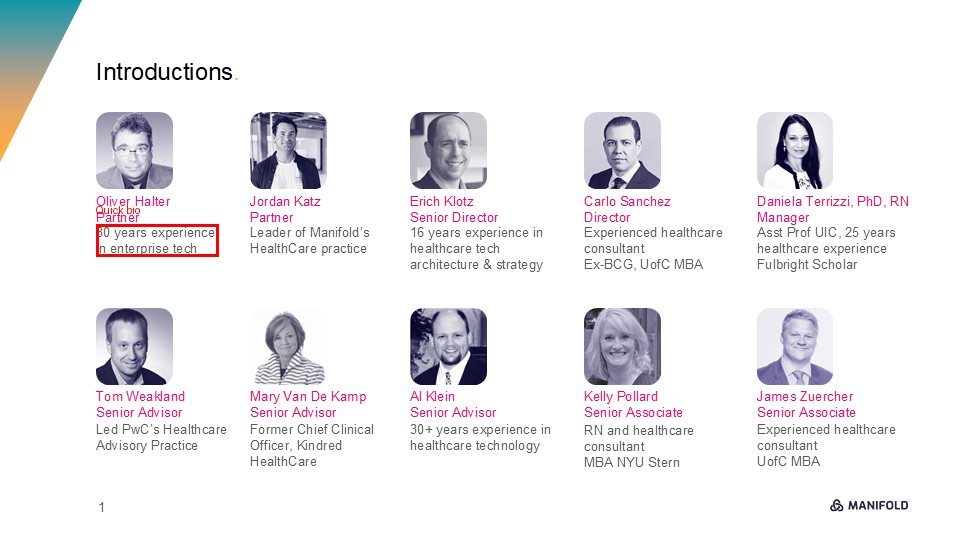 Introductions.
Oliver Halter
Partner
Quick bio
30 years experience
in enterprise tech
Jordan Katz
Partner
Leader of Manifold’s
HealthCare practice
Erich Klotz
Senior Director
16 years experience in
healthcare tech
architecture & strategy
Carlo Sanchez
Director
Experienced healthcare
consultant
Ex-BCG, UofC MBA
Daniela Terrizzi, PhD, RN
Manager
Asst Prof UIC, 25 years
healthcare experience
Fulbright Scholar
Tom Weakland
Senior Advisor
Led PwC’s Healthcare
Advisory Practice
Mary Van De Kamp
Senior Advisor
Former Chief Clinical
Officer, Kindred
HealthCare
Al Klein
Senior Advisor
30+ years experience in
healthcare technology
Kelly Pollard
Senior Associate
RN and healthcare
consultant
MBA NYU Stern
James Zuercher
Senior Associate
Experienced healthcare
consultant
UofC MBA
1
MANIFOLD